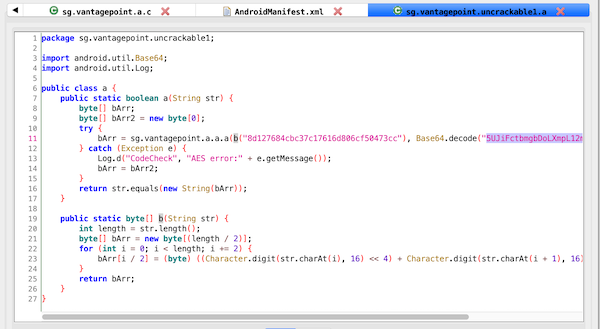 sg.vantagepoint.a.c
AndroidManifest.xml
sg.vantagepoint.uncrackable1.a
1 package sg.vantagepoint.uncrackable1;
2
3 import android.util.Base64;
4 import android.util.Log;
5
6 public class a {
7 public static boolean a(String str) {
8 byte[] bArr;
9 byte[] bArr2 = new byte[0];
10 try {
11 bArr = sg.vantagepoint.a.a.a(b("8d127684cbc37c17616d806cf50473cc"), Base64.decode("5UJiFctbmgbDoLXmpL12m
12 } catch (Exception e) {
13 Log.d("CodeCheck", "AES error:" + e.getMessage());
14 bArr = bArr2;
15 }
16 return str.equals(new String(bArr));
17 }
18
19 public static byte[] b(String str) {
20 int length = str.length();
21 byte[] bArr = new byte[(length / 2)];
22 for (int i = 0; i < length; i += 2) {
23 bArr[i / 2] = (byte) ((Character.digit(str.charAt(i), 16) << 4) + Character.digit(str.charAt(i + 1), 16)
24 }
25 return bArr;
26 }
27 }